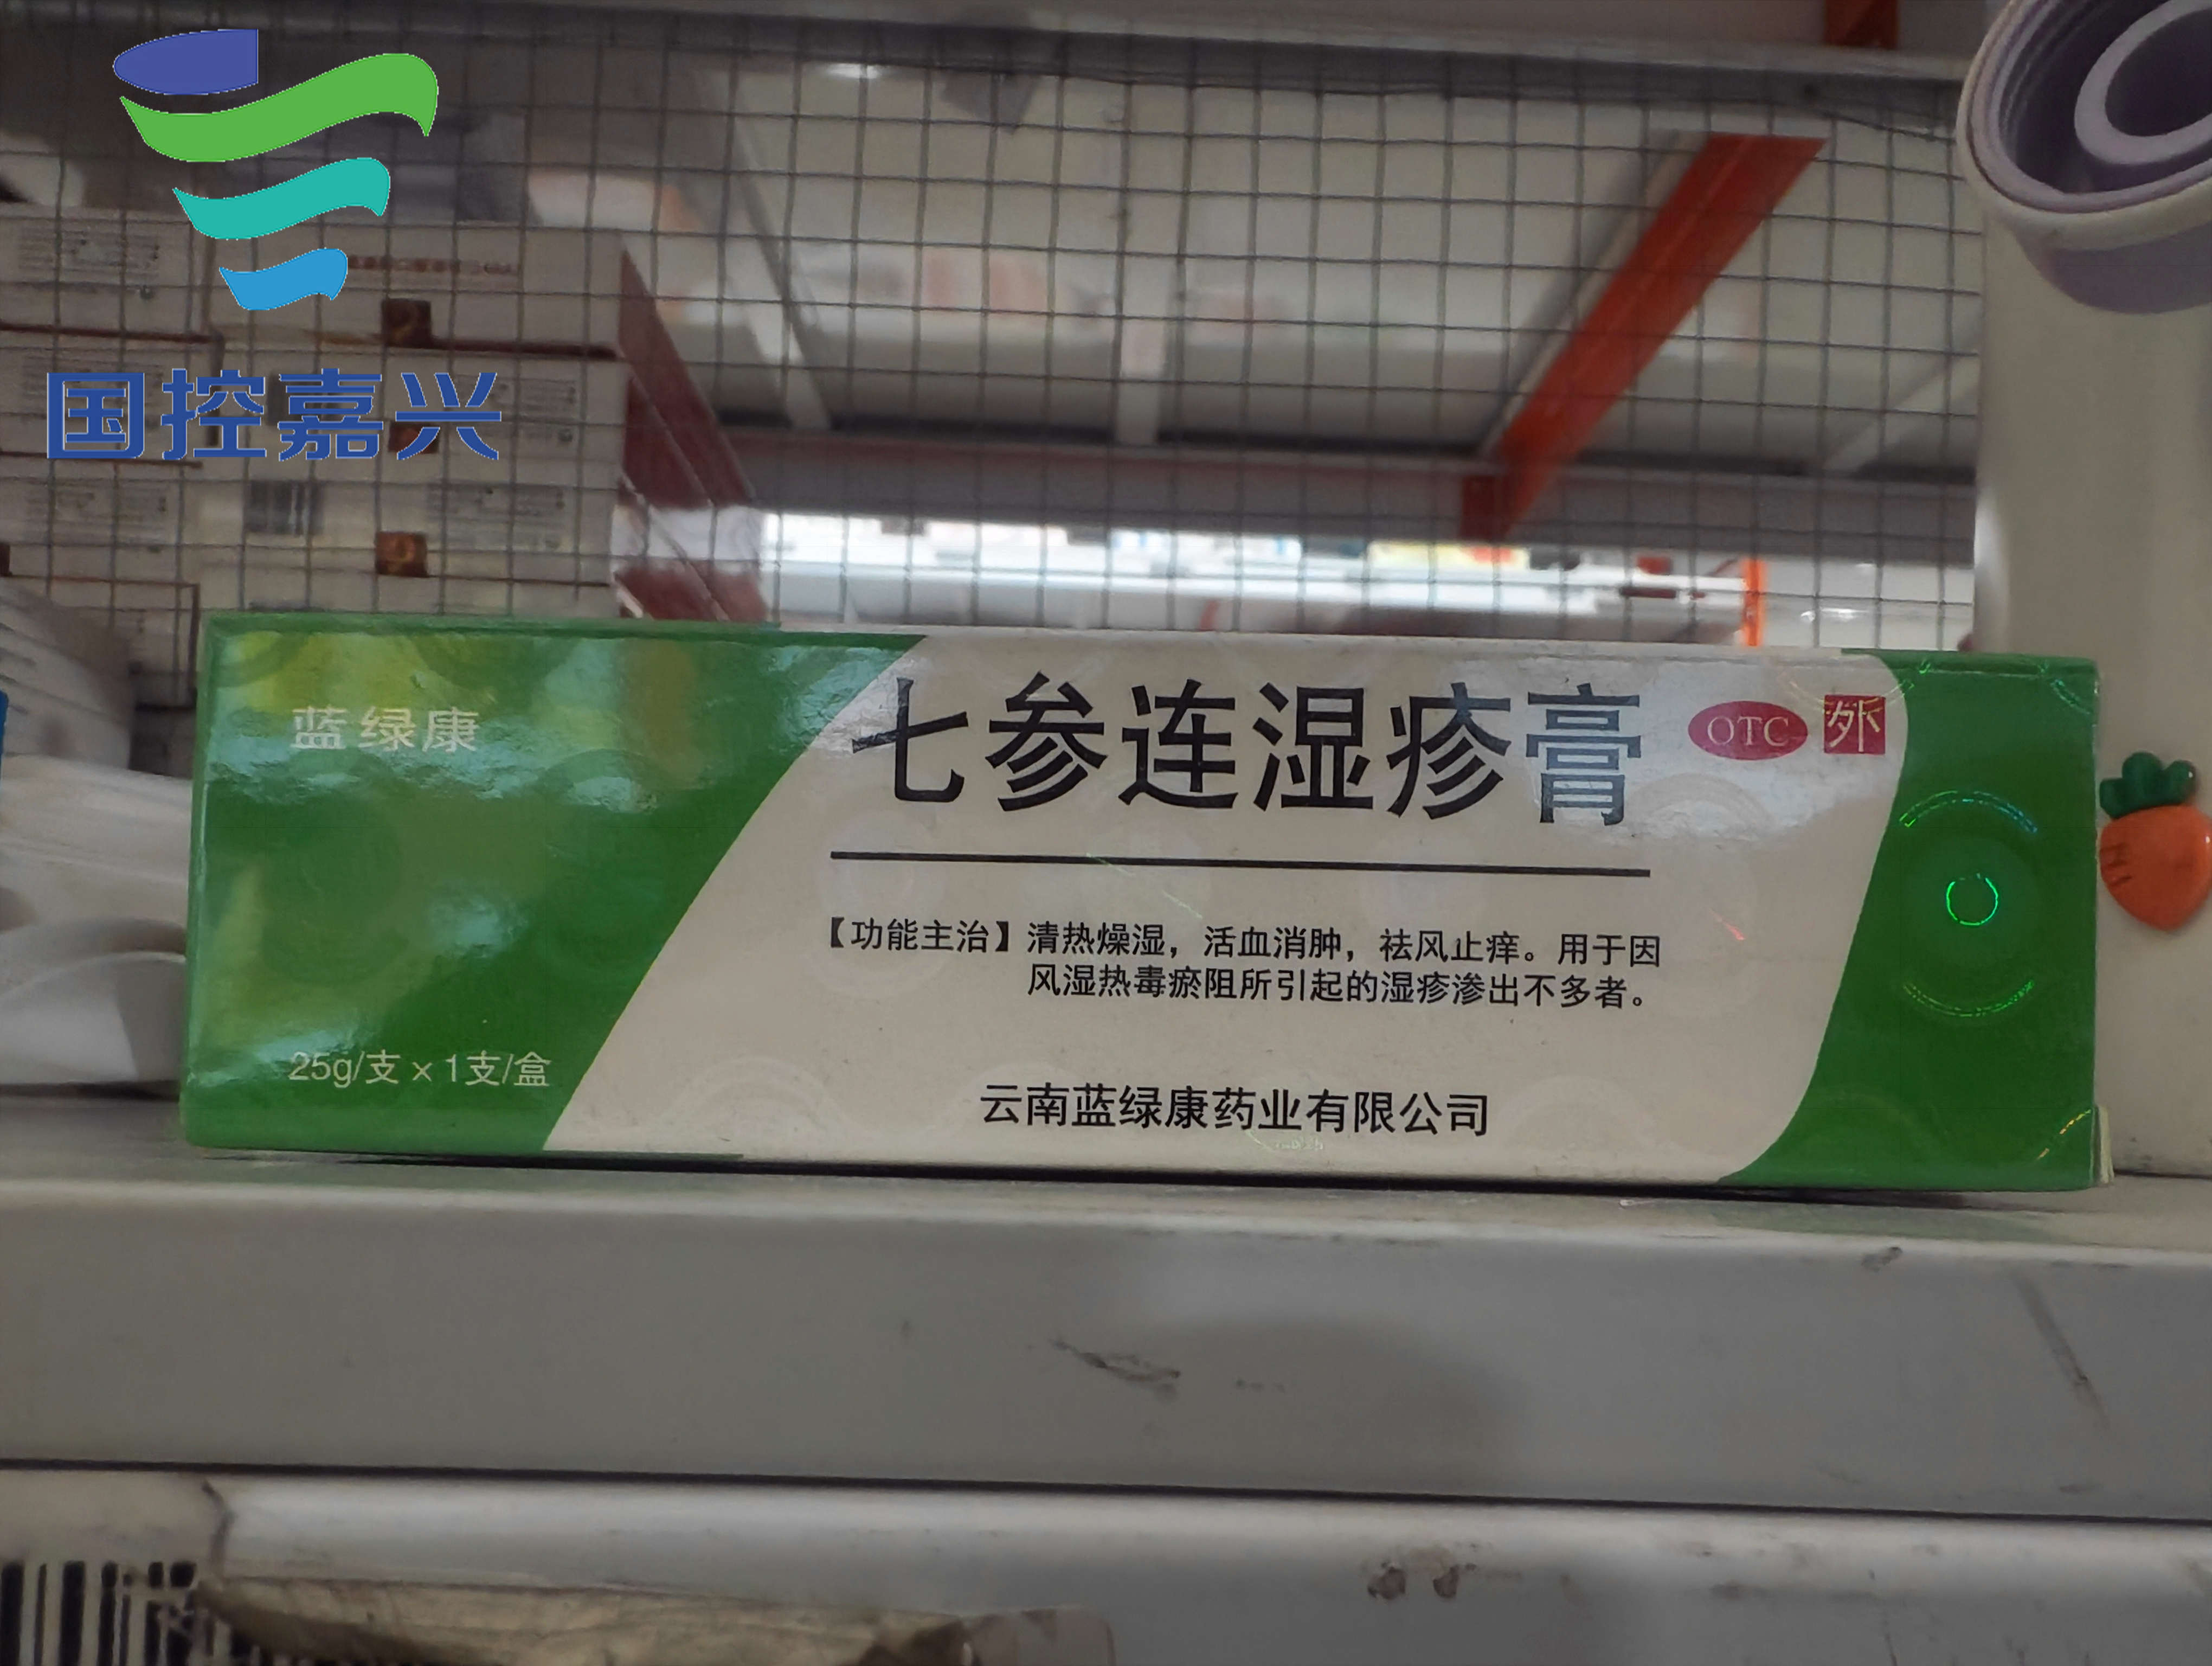 国控嘉兴
蓝绿康
七参连湿疹膏
OTC
外
【功能主治】清热燥湿，活血消肿，祛风止痒。用于因
风湿热毒瘀阻所引起的湿疹渗出不多者。
25g/支×1支/盒
云南蓝绿康药业有限公司